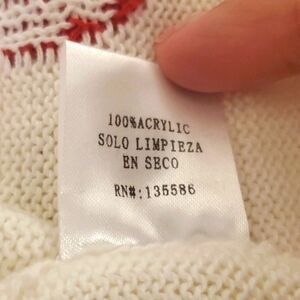 100%ACRYLIC
SOLO LIMPIEZA
EN SECO
RN#:135586